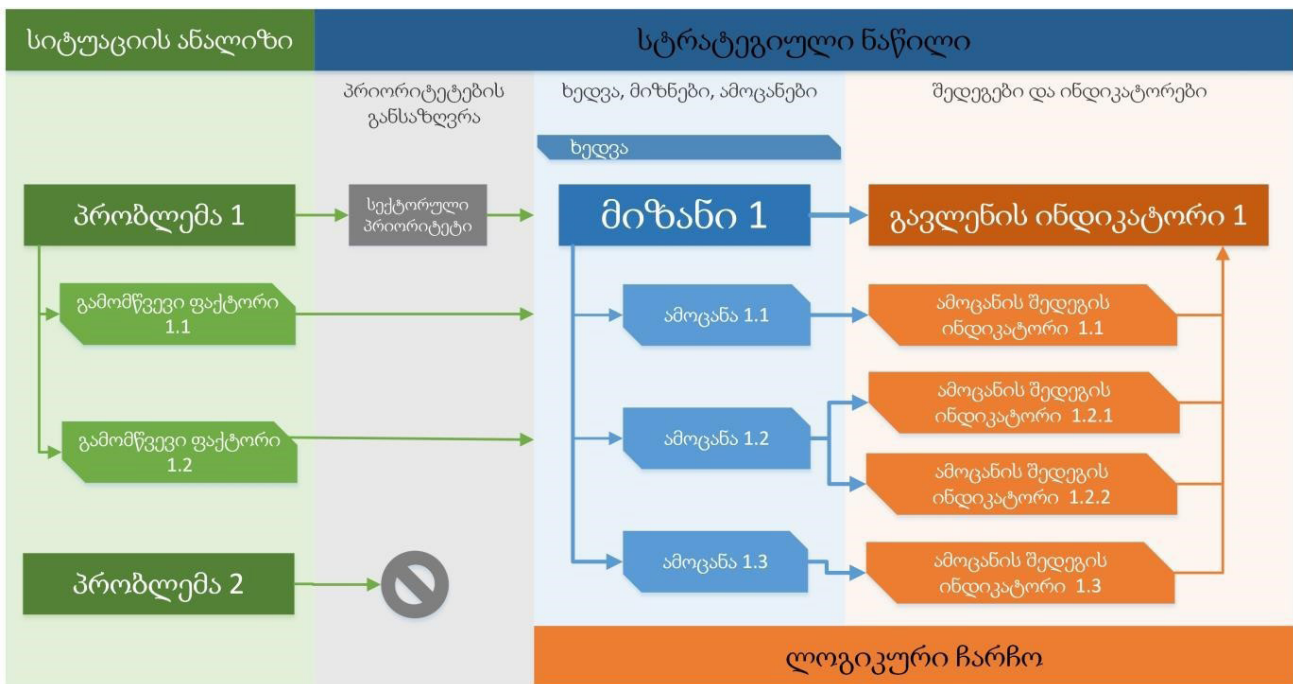 სიტუაციის ანალიზი
სტრატეგიული ნაწილი
პრიორიტეტების
განსაზღვრა
ხედვა, მიზნები, ამოცანები
შედეგები და ინდიკატორები
ხედვა
პრობლემა 1
სექტორული
პრიორიტეტი
მიზანი 1
გავლენის ინდიკატორი 1
გამომწვევი ფაქტორი
1.1
ამოცანა 1.1
ამოცანის შედეგის
ინდიკატორი 1.1
გამომწვევი ფაქტორი
1.2
ამოცანა 1.2
ამოცანის შედეგის
ინდიკატორი 1.2.1
ამოცანის შედეგის
ინდიკატორი 1.2.2
პრობლემა 2
ამოცანა 1.3
ამოცანის შედეგის
ინდიკატორი 1.3
ლოგიკური ჩარჩო